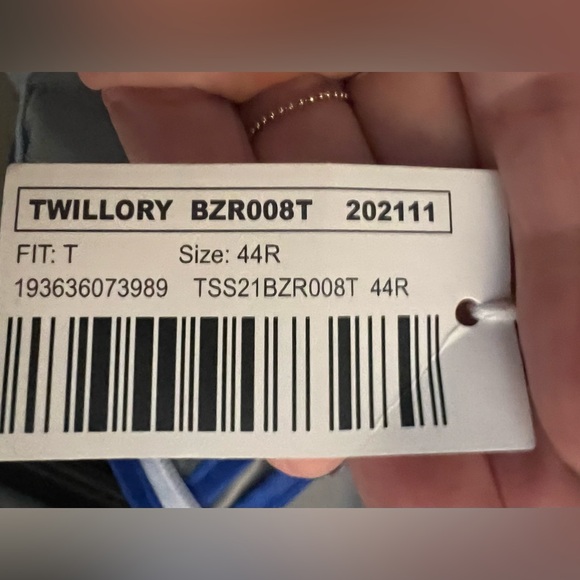 TWILLORY BZR008T 202111
FIT: T Size: 44R
193636073989 TSS21BZR008T 44R